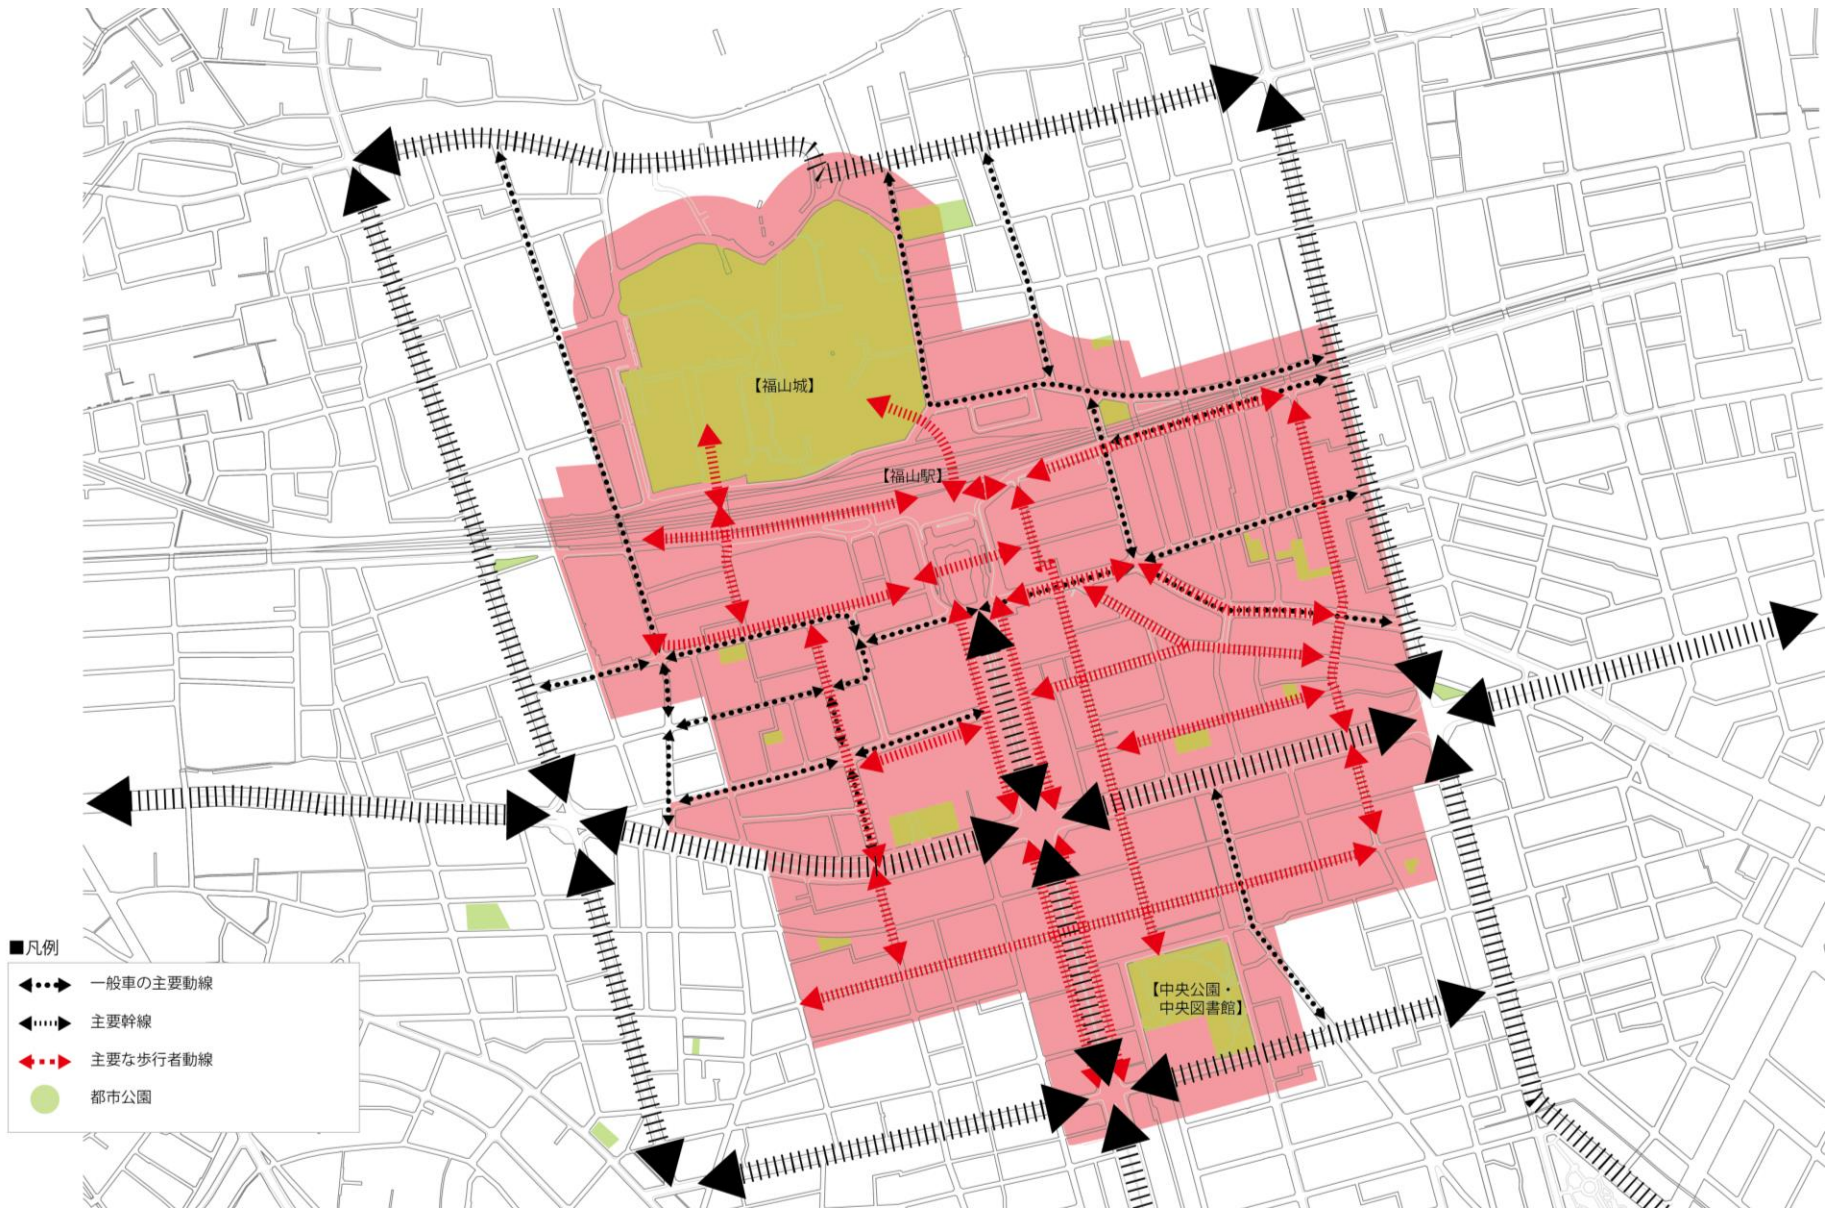 【福山城】
【福山駅】
【中央公園・
中央図書館】
■凡例
一般車の主要動線
主要幹線
主要な歩行者動線
都市公園